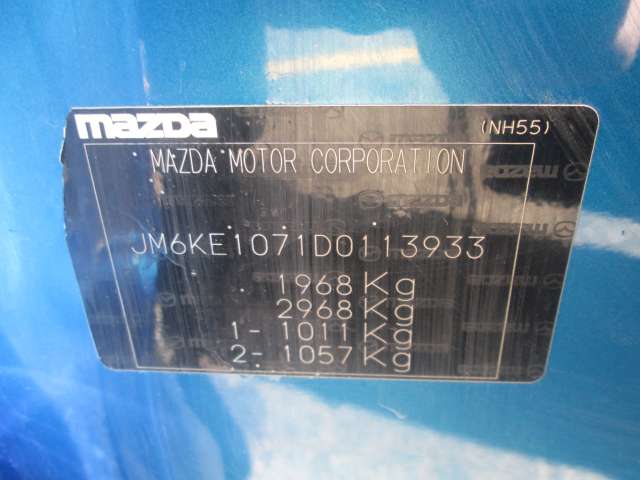 mazda
(NH55)
MAZDA MOTOR CORPORATION
JM6KE1071D0113933
1968 Kg
2968 Kg
1- 1011 Kg
2- 1057 Kg